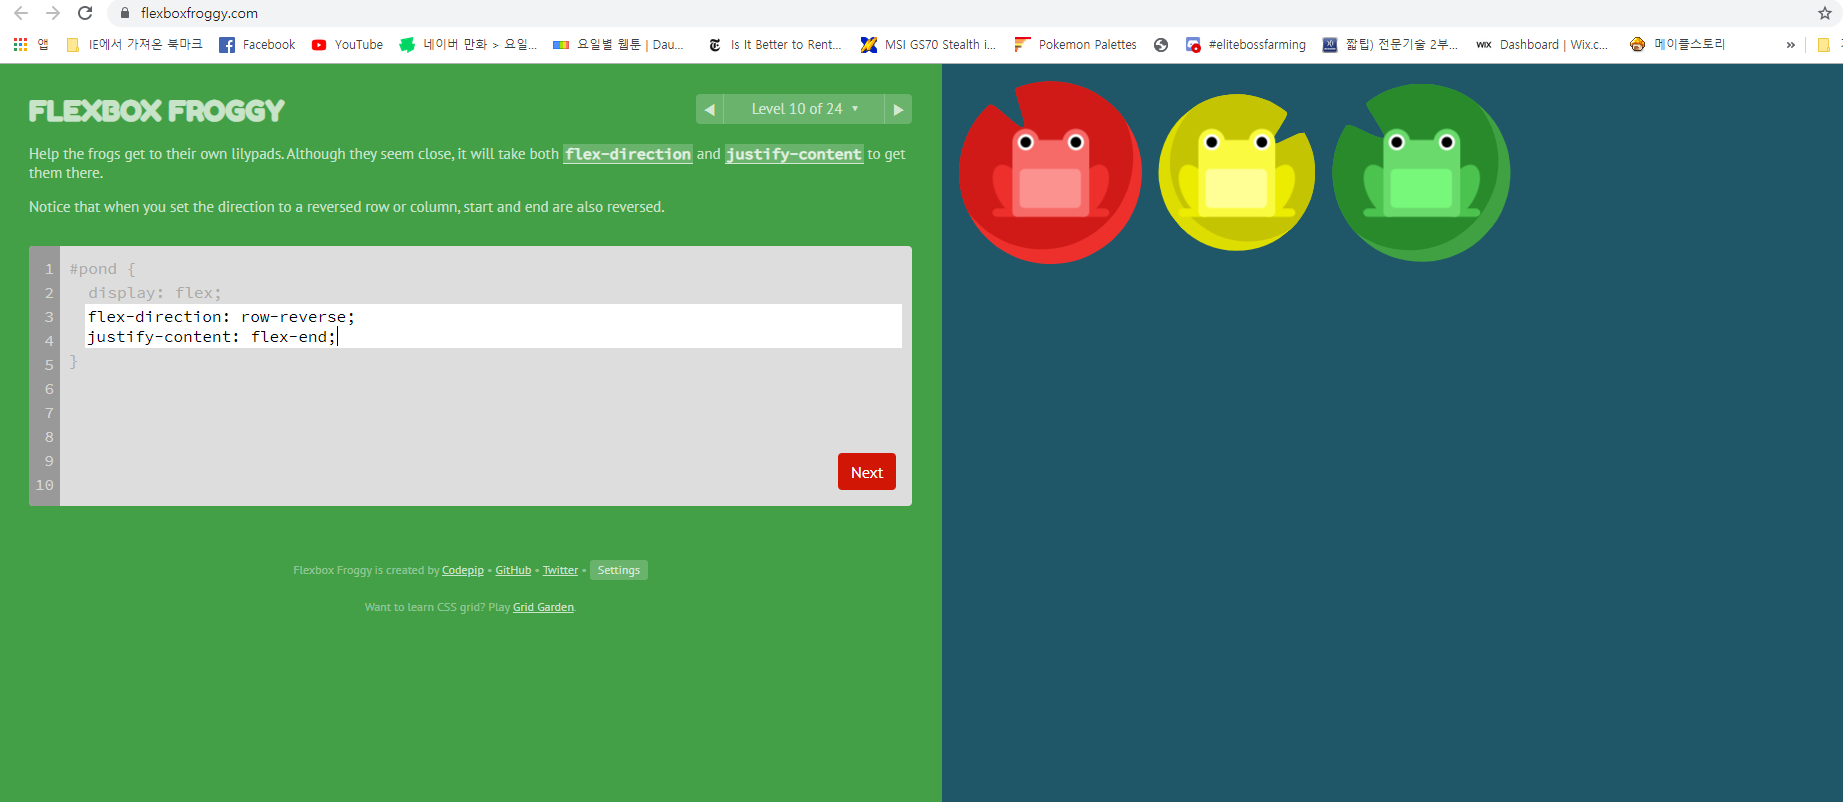 flexboxfroggy.com
앱 IE에서 가져온 북마크 Facebook YouTube 네이버 만화 > 요일... 요일별 웹툰 | Dau... Is It Better to Rent... MSI GS70 Stealth i... Pokemon Palettes #elitebossfarming 짧팁) 전문기술 2부... WIX Dashboard | Wix.c... 메이플스토리 »
FLEXBOX FROGGY
◀ Level 10 of 24 ▼ ▶
Help the frogs get to their own lilypads. Although they seem close, it will take both flex-direction and justify-content to get
them there.
Notice that when you set the direction to a reversed row or column, start and end are also reversed.
1 #pond {
2 display: flex;
3 flex-direction: row-reverse;
4 justify-content: flex-end;
5 }
6
7
8
9
10
Next
Flexbox Froggy is created by Codepip • GitHub • Twitter • Settings
Want to learn CSS grid? Play Grid Garden.